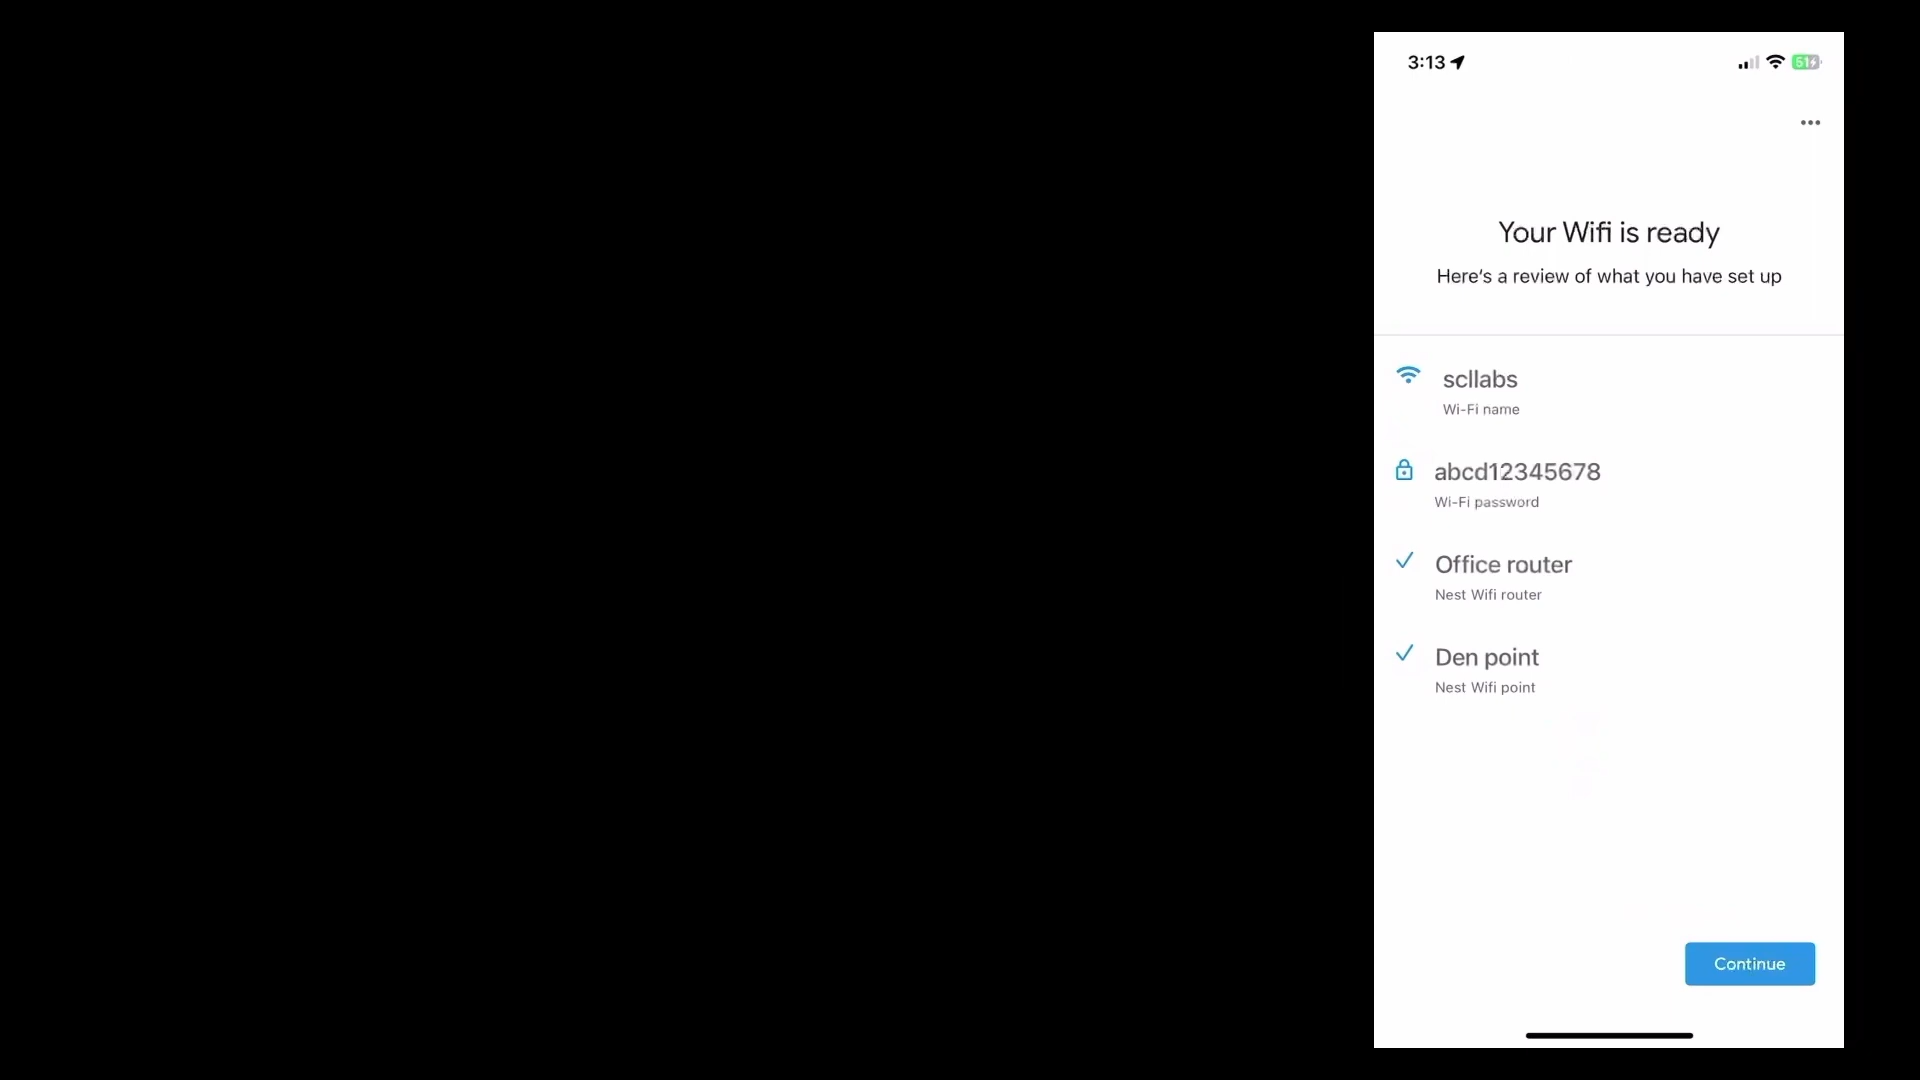 3:13
51
Your Wifi is ready
Here's a review of what you have set up
scllabs
Wi-Fi name
abcd12345678
Wi-Fi password
Office router
Nest Wifi router
Den point
Nest Wifi point
Continue